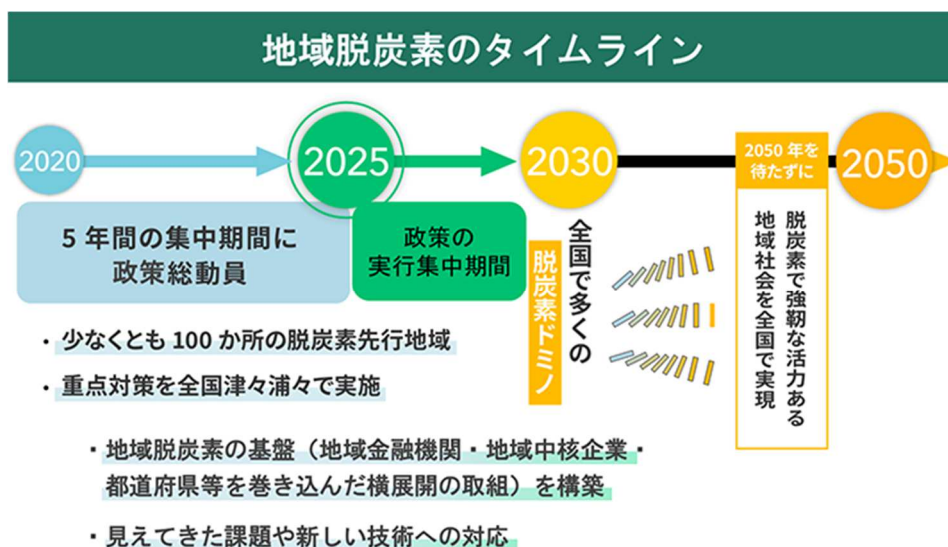 地域脱炭素のタイムライン
2020
2025
2030
2050年を
待たずに
2050
5年間の集中期間に
政策総動員
政策の
実行集中期間
全国で多くの
脱炭素ドミノ
脱炭素で強靭な活力ある
地域社会を全国で実現
・少なくとも100か所の脱炭素先行地域
・重点対策を全国津々浦々で実施
・地域脱炭素の基盤（地域金融機関・地域中核企業・
都道府県等を巻き込んだ横展開の取組）を構築
・見えてきた課題や新しい技術への対応